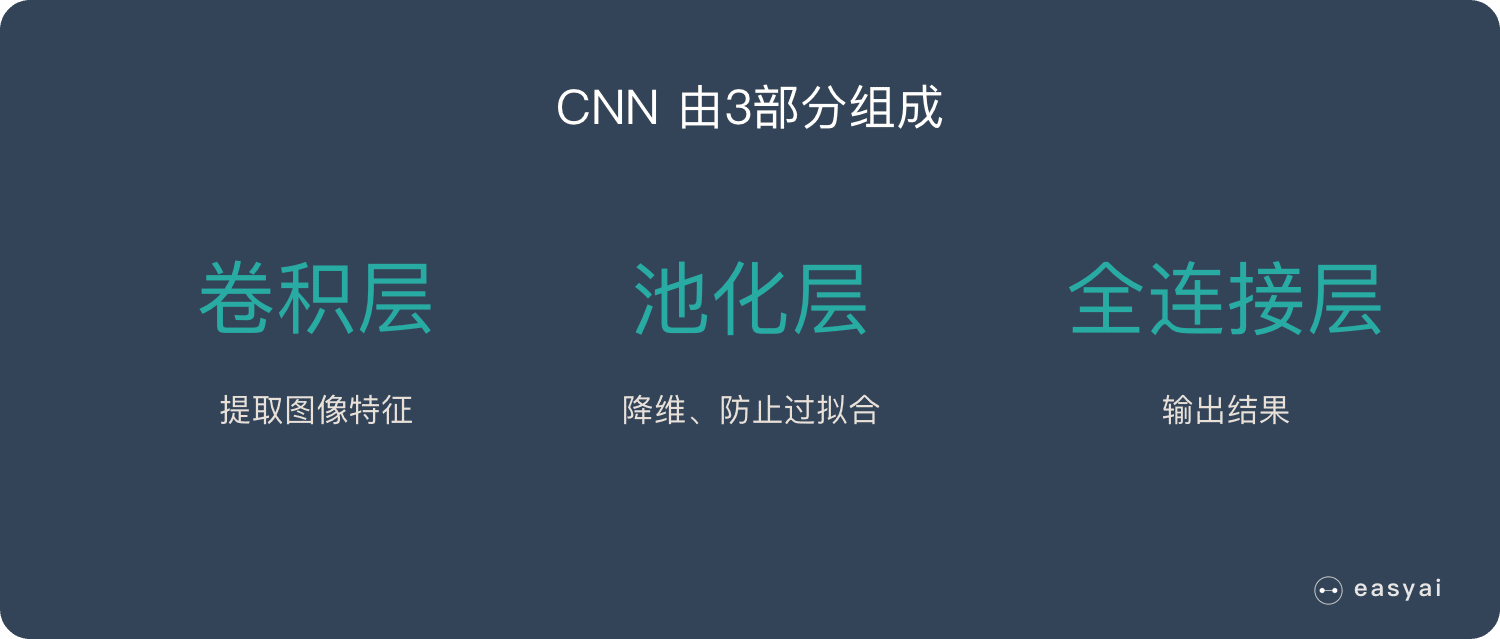 CNN 由3部分组成
卷积层
提取图像特征
池化层
降维、防止过拟合
全连接层
输出结果
easyai